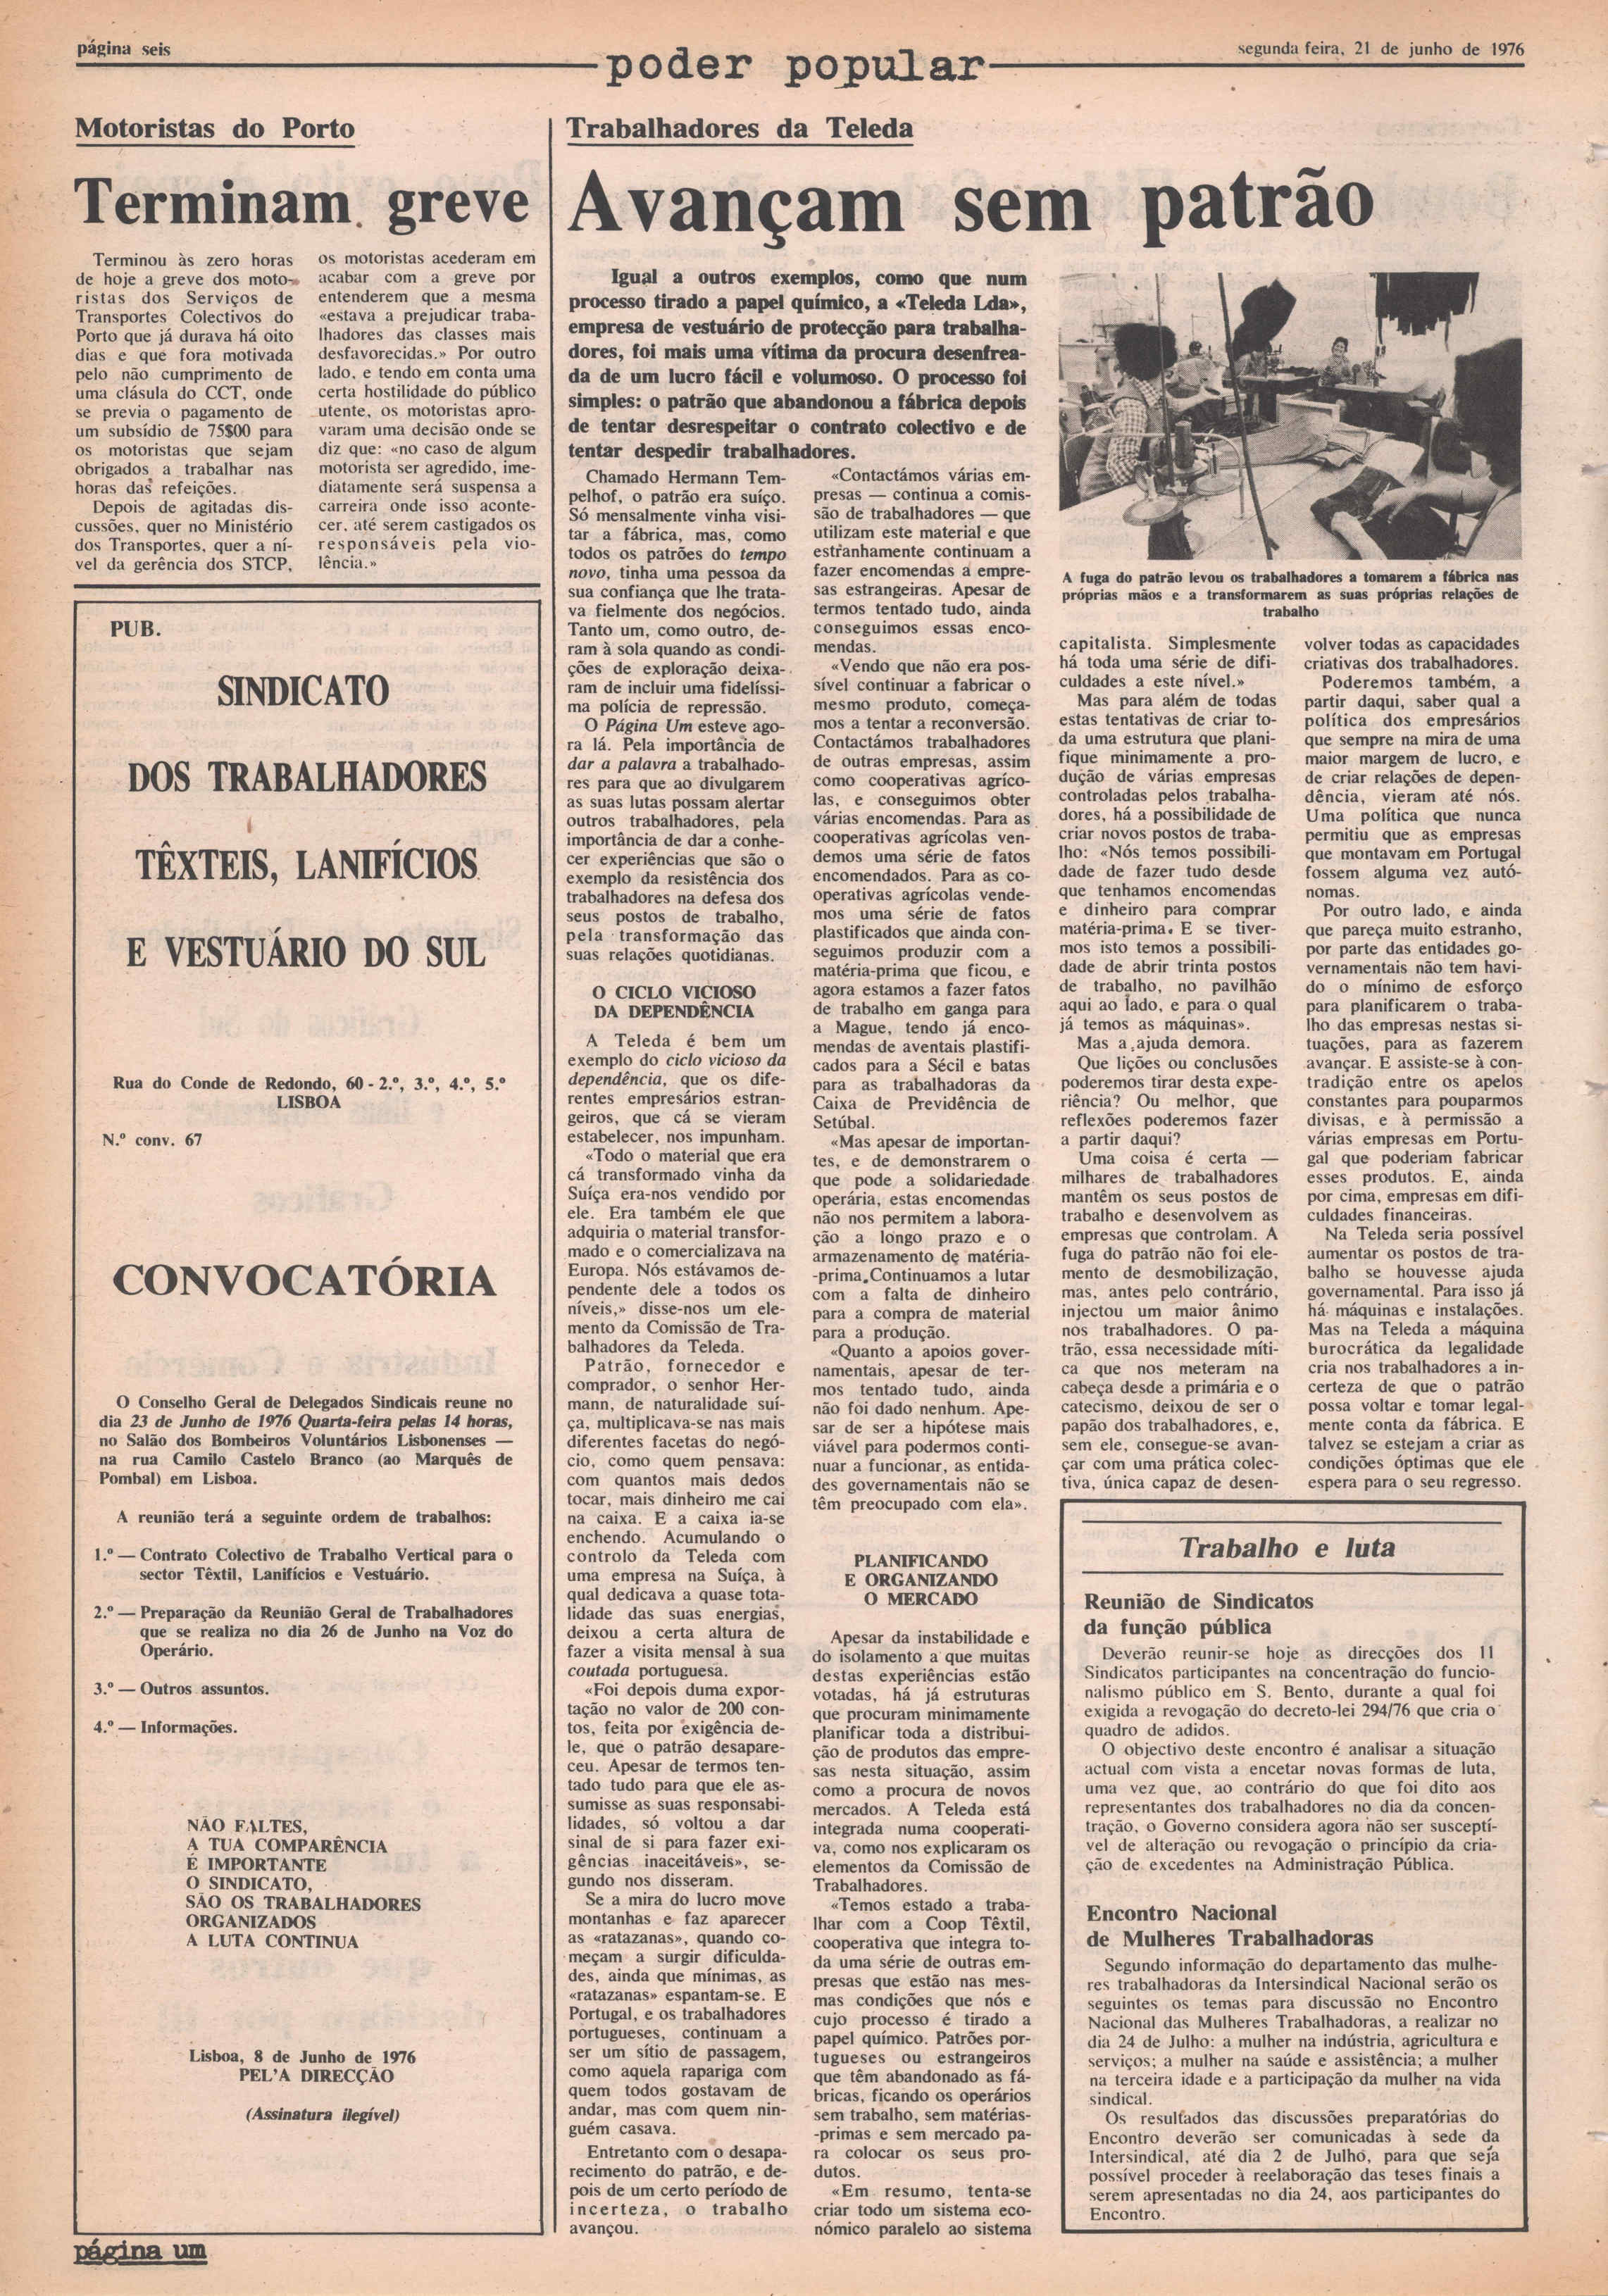 página seis
poder popular
segunda feira, 21 de junho de 1976
Motoristas do Porto
Terminam greve
Terminou às zero horas
de hoje a greve dos moto-
ristas dos Serviços de
Transportes Colectivos do
Porto que já durava há oito
dias e que fora motivada
pelo não cumprimento de
uma clásula do CCT, onde
se previa o pagamento de
um subsídio de 75$00 para
os motoristas que sejam
obrigados a trabalhar nas
horas das refeições.
Depois de agitadas dis-
cussões, quer no Ministério
dos Transportes, quer a ní-
vel da gerência dos STCP,
os motoristas acederam em
acabar com a greve por
entenderem que a mesma
«estava a prejudicar traba-
lhadores das classes mais
desfavorecidas.» Por outro
lado, e tendo em conta uma
certa hostilidade do público
utente, os motoristas apro-
varam uma decisão onde se
diz que: «no caso de algum
motorista ser agredido, ime-
diatamente será suspensa a
carreira onde isso aconte-
cer, até serem castigados os
responsáveis pela vio-
lência.»
PUB.
SINDICATO
DOS TRABALHADORES
TÊXTEIS, LANIFÍCIOS
E VESTUÁRIO DO SUL
Rua do Conde de Redondo, 60 - 2.º, 3.º, 4.º, 5.º
LISBOA
N.º conv. 67
CONVOCATÓRIA
O Conselho Geral de Delegados Sindicais reune no
dia 23 de Junho de 1976 Quarta-feira pelas 14 horas,
no Salão dos Bombeiros Voluntários Lisbonenses —
na rua Camilo Castelo Branco (ao Marquês de
Pombal) em Lisboa.
A reunião terá a seguinte ordem de trabalhos:
1.º — Contrato Colectivo de Trabalho Vertical para o
sector Têxtil, Lanifícios e Vestuário.
2.º — Preparação da Reunião Geral de Trabalhadores
que se realiza no dia 26 de Junho na Voz do
Operário.
3.º — Outros assuntos.
4.º — Informações.
NÃO FALTES,
A TUA COMPARÊNCIA
É IMPORTANTE
O SINDICATO,
SÃO OS TRABALHADORES
ORGANIZADOS
A LUTA CONTINUA
Lisboa, 8 de Junho de 1976
PEL'A DIRECÇÃO
(Assinatura ilegível)
Trabalhadores da Teleda
Avançam sem patrão
Igual a outros exemplos, como que num
processo tirado a papel químico, a «Teleda Lda»,
empresa de vestuário de protecção para trabalha-
dores, foi mais uma vítima da procura desenfrea-
da de um lucro fácil e volumoso. O processo foi
simples: o patrão que abandonou a fábrica depois
de tentar desrespeitar o contrato colectivo e de
tentar despedir trabalhadores.
Chamado Hermann Tem-
pelhof, o patrão era suíço.
Só mensalmente vinha visi-
tar a fábrica, mas, como
todos os patrões do tempo
novo, tinha uma pessoa da
sua confiança que lhe trata-
va fielmente dos negócios.
Tanto um, como outro, de-
ram à sola quando as condi-
ções de exploração deixa-
ram de incluir uma fidelíssi-
ma polícia de repressão.
O Página Um esteve ago-
ra lá. Pela importância de
dar a palavra a trabalhado-
res para que ao divulgarem
as suas lutas possam alertar
outros trabalhadores, pela
importância de dar a conhe-
cer experiências que são o
exemplo da resistência dos
trabalhadores na defesa dos
seus postos de trabalho,
pela transformação das
suas relações quotidianas.
O CICLO VICIOSO
DA DEPENDÊNCIA
A Teleda é bem um
exemplo do ciclo vicioso da
dependência, que os dife-
rentes empresários estran-
geiros, que cá se vieram
estabelecer, nos impunham.
«Todo o material que era
cá transformado vinha da
Suíça era-nos vendido por
ele. Era também ele que
adquiria o material transfor-
mado e o comercializava na
Europa. Nós estávamos de-
pendente dele a todos os
níveis,» disse-nos um ele-
mento da Comissão de Tra-
balhadores da Teleda.
Patrão, fornecedor e
comprador, o senhor Her-
mann, de naturalidade suí-
ça, multiplicava-se nas mais
diferentes facetas do negó-
cio, como quem pensava:
com quantos mais dedos
tocar, mais dinheiro me cai
na caixa. E a caixa ia-se
enchendo. Acumulando o
controlo da Teleda com
uma empresa na Suíça, à
qual dedicava a quase tota-
lidade das suas energias,
deixou a certa altura de
fazer a visita mensal à sua
coutada portuguesa.
«Foi depois duma expor-
tação no valor de 200 con-
tos, feita por exigência de-
le, que o patrão desapare-
ceu. Apesar de termos ten-
tado tudo para que ele as-
sumisse as suas responsabi-
lidades, só voltou a dar
sinal de si para fazer exi-
gências inaceitáveis», se-
gundo nos disseram.
Se a mira do lucro move
montanhas e faz aparecer
as «ratazanas», quando co-
meçam a surgir dificulda-
des, ainda que mínimas, as
«ratazanas» espantam-se. E
Portugal, e os trabalhadores
portugueses, continuam a
ser um sítio de passagem,
como aquela rapariga com
quem todos gostavam de
andar, mas com quem nin-
guém casava.
Entretanto com o desapa-
recimento do patrão, e de-
pois de um certo período de
incerteza, o trabalho
avançou.
«Contactámos várias em-
presas — continua a comis-
são de trabalhadores — que
utilizam este material e que
estranhamente continuam a
fazer encomendas a empre-
sas estrangeiras. Apesar de
termos tentado tudo, ainda
conseguimos essas enco-
mendas.
«Vendo que não era pos-
sível continuar a fabricar o
mesmo produto, começa-
mos a tentar a reconversão.
Contactámos trabalhadores
de outras empresas, assim
como cooperativas agríco-
las, e conseguimos obter
várias encomendas. Para as
cooperativas agrícolas ven-
demos uma série de fatos
encomendados. Para as co-
operativas agrícolas vende-
mos uma série de fatos
plastificados que ainda con-
seguimos produzir com a
matéria-prima que ficou, e
agora estamos a fazer fatos
de trabalho em ganga para
a Mague, tendo já enco-
mendas de aventais plastifi-
cados para a Sécil e batas
para as trabalhadoras da
Caixa de Previdência de
Setúbal.
«Mas apesar de importan-
tes, e de demonstrarem o
que pode a solidariedade
operária, estas encomendas
não nos permitem a labora-
ção a longo prazo e o
armazenamento de matéria-
-prima. Continuamos a lutar
com a falta de dinheiro
para a compra de material
para a produção.
«Quanto a apoios gover-
namentais, apesar de ter-
mos tentado tudo, ainda
não foi dado nenhum. Ape-
sar de ser a hipótese mais
viável para podermos conti-
nuar a funcionar, as entida-
des governamentais não se
têm preocupado com ela».
PLANIFICANDO
E ORGANIZANDO
O MERCADO
Apesar da instabilidade e
do isolamento a que muitas
destas experiências estão
votadas, há já estruturas
que procuram minimamente
planificar toda a distribui-
ção de produtos das empre-
sas nesta situação, assim
como a procura de novos
mercados. A Teleda está
integrada numa cooperati-
va, como nos explicaram os
elementos da Comissão de
Trabalhadores.
«Temos estado a traba-
lhar com a Coop Têxtil,
cooperativa que integra to-
da uma série de outras em-
presas que estão nas mes-
mas condições que nós e
cujo processo é tirado a
papel químico. Patrões por-
tugueses ou estrangeiros
que têm abandonado as fá-
bricas, ficando os operários
sem trabalho, sem matérias-
-primas e sem mercado pa-
ra colocar os seus pro-
dutos.
«Em resumo, tenta-se
criar todo um sistema eco-
nómico paralelo ao sistema
A fuga do patrão levou os trabalhadores a tomarem a fábrica nas
próprias mãos e a transformarem as suas próprias relações de
trabalho
capitalista. Simplesmente
há toda uma série de difi-
culdades a este nível.»
Mas para além de todas
estas tentativas de criar to-
da uma estrutura que plani-
fique minimamente a pro-
dução de várias empresas
controladas pelos trabalha-
dores, há a possibilidade de
criar novos postos de traba-
lho: «Nós temos possibili-
dade de fazer tudo desde
que tenhamos encomendas
e dinheiro para comprar
matéria-prima. E se tiver-
mos isto temos a possibili-
dade de abrir trinta postos
de trabalho, no pavilhão
aqui ao lado, e para o qual
já temos as máquinas».
Mas a ajuda demora.
Que lições ou conclusões
poderemos tirar desta expe-
riência? Ou melhor, que
reflexões poderemos fazer
a partir daqui?
Uma coisa é certa —
milhares de trabalhadores
mantêm os seus postos de
trabalho e desenvolvem as
empresas que controlam. A
fuga do patrão não foi ele-
mento de desmobilização,
mas, antes pelo contrário,
injectou um maior ânimo
nos trabalhadores. O pa-
trão, essa necessidade míti-
ca que nos meteram na
cabeça desde a primária e o
catecismo, deixou de ser o
papão dos trabalhadores, e,
sem ele, consegue-se avan-
çar com uma prática colec-
tiva, única capaz de desen-
volver todas as capacidades
criativas dos trabalhadores.
Poderemos também, a
partir daqui, saber qual a
política dos empresários
que sempre na mira de uma
maior margem de lucro, e
de criar relações de depen-
dência, vieram até nós.
Uma política que nunca
permitiu que as empresas
que montavam em Portugal
fossem alguma vez autó-
nomas.
Por outro lado, e ainda
que pareça muito estranho,
por parte das entidades go-
vernamentais não tem havi-
do o mínimo de esforço
para planificarem o traba-
lho das empresas nestas si-
tuações, para as fazerem
avançar. E assiste-se à con-
tradição entre os apelos
constantes para pouparmos
divisas, e à permissão a
várias empresas em Portu-
gal que poderiam fabricar
esses produtos. E, ainda
por cima, empresas em difi-
culdades financeiras.
Na Teleda seria possível
aumentar os postos de tra-
balho se houvesse ajuda
governamental. Para isso já
há máquinas e instalações.
Mas na Teleda a máquina
burocrática da legalidade
cria nos trabalhadores a in-
certeza de que o patrão
possa voltar e tomar legal-
mente conta da fábrica. E
talvez se estejam a criar as
condições óptimas que ele
espera para o seu regresso.
Trabalho e luta
Reunião de Sindicatos
da função pública
Deverão reunir-se hoje as direcções dos 11
Sindicatos participantes na concentração do funcio-
nalismo público em S. Bento, durante a qual foi
exigida a revogação do decreto-lei 294/76 que cria o
quadro de adidos.
O objectivo deste encontro é analisar a situação
actual com vista a encetar novas formas de luta,
uma vez que, ao contrário do que foi dito aos
representantes dos trabalhadores no dia da concen-
tração, o Governo considera agora não ser susceptí-
vel de alteração ou revogação o princípio da cria-
ção de excedentes na Administração Pública.
Encontro Nacional
de Mulheres Trabalhadoras
Segundo informação do departamento das mulhe-
res trabalhadoras da Intersindical Nacional serão os
seguintes os temas para discussão no Encontro
Nacional das Mulheres Trabalhadoras, a realizar no
dia 24 de Julho: a mulher na indústria, agricultura e
serviços; a mulher na saúde e assistência; a mulher
na terceira idade e a participação da mulher na vida
sindical.
Os resultados das discussões preparatórias do
Encontro deverão ser comunicadas à sede da
Intersindical, até dia 2 de Julho, para que seja
possível proceder à reelaboração das teses finais a
serem apresentadas no dia 24, aos participantes do
Encontro.
página um